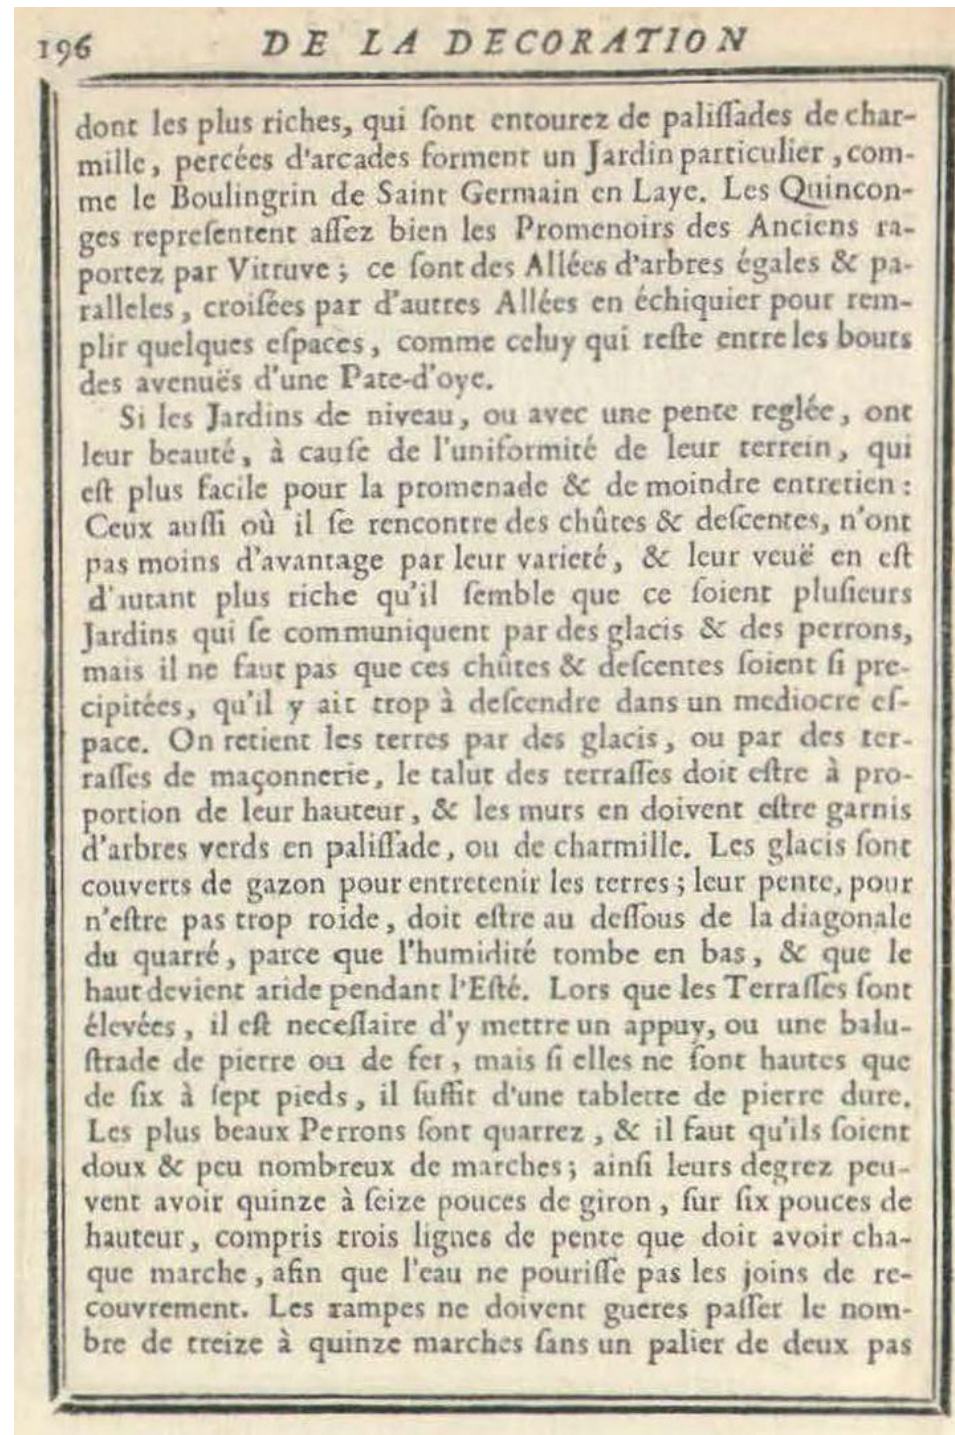 196 DE LA DECORATION
dont les plus riches, qui ſont entourez de paliſſades de char-
mille, percées d'arcades forment un Jardin particulier, com-
me le Boulingrin de Saint Germain en Laye. Les Quincon-
ges repreſentent aſſez bien les Promenoirs des Anciens ra-
portez par Vitruve; ce ſont des Allées d'arbres égales & pa-
ralleles, croiſées par d'autres Allées en échiquier pour rem-
plir quelques eſpaces, comme celuy qui reſte entre les bouts
des avenuës d'une Pate-d'oye.
Si les Jardins de niveau, ou avec une pente reglée, ont
leur beauté, à cauſe de l'uniformité de leur terrein, qui
eſt plus facile pour la promenade & de moindre entretien:
Ceux auſſi où il ſe rencontre des chûtes & deſcentes, n'ont
pas moins d'avantage par leur varieté, & leur veuë en eſt
d'autant plus riche qu'il ſemble que ce ſoient pluſieurs
Jardins qui ſe communiquent par des glacis & des perrons,
mais il ne faut pas que ces chûtes & deſcentes ſoient ſi pre-
cipitées, qu'il y ait trop à deſcendre dans un mediocre eſ-
pace. On retient les terres par des glacis, ou par des ter-
raſſes de maçonnerie, le talut des terraſſes doit eſtre à pro-
portion de leur hauteur, & les murs en doivent eſtre garnis
d'arbres verds en paliſſade, ou de charmille. Les glacis ſont
couverts de gazon pour entretenir les terres; leur pente, pour
n'eſtre pas trop roide, doit eſtre au deſſous de la diagonale
du quarré, parce que l'humidité tombe en bas, & que le
haut devient aride pendant l'Eſté. Lors que les Terraſſes ſont
élevées, il eſt neceſſaire d'y mettre un appuy, ou une balu-
ſtrade de pierre ou de fer, mais ſi elles ne ſont hautes que
de ſix à ſept pieds, il ſuffit d'une tablette de pierre dure.
Les plus beaux Perrons ſont quarrez, & il faut qu'ils ſoient
doux & peu nombreux de marches; ainſi leurs degrez peu-
vent avoir quinze à ſeize pouces de giron, ſur ſix pouces de
hauteur, compris trois lignes de pente que doit avoir cha-
que marche, afin que l'eau ne pouriſſe pas les joins de re-
couvrement. Les rampes ne doivent gueres paſſer le nom-
bre de treize à quinze marches ſans un palier de deux pas